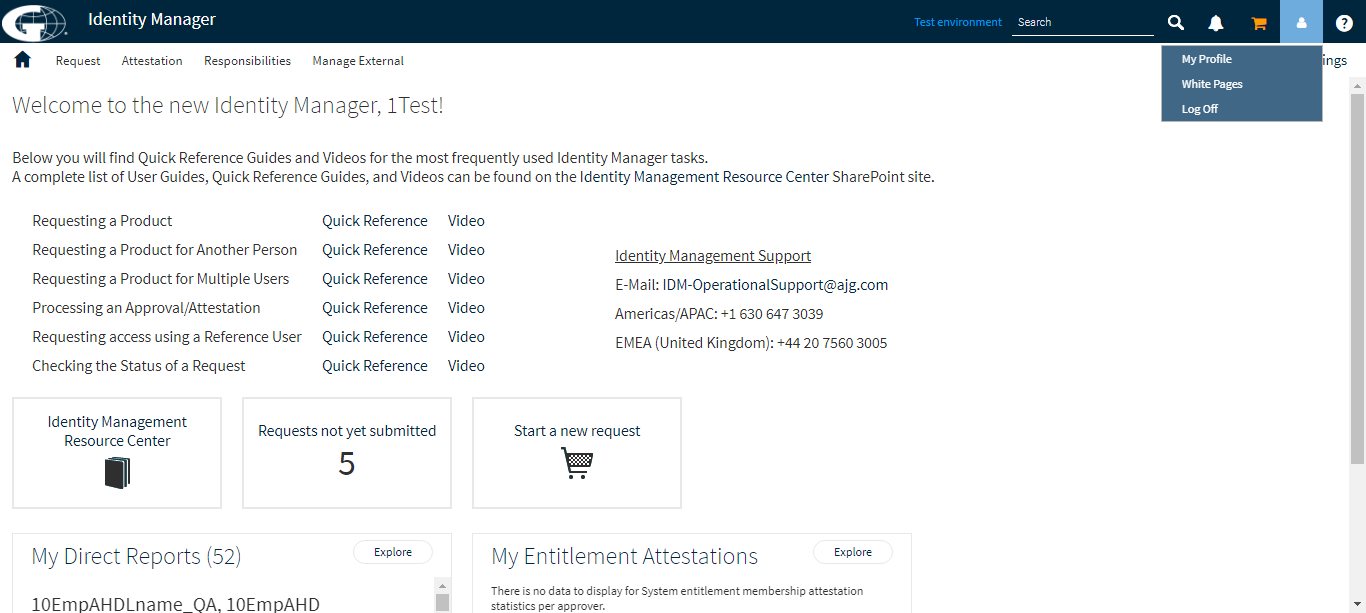 Identity Manager
Test environment
Search
Request Attestation Responsibilities Manage External
ings
My Profile
White Pages
Log Off
Welcome to the new Identity Manager, 1Test!
Below you will find Quick Reference Guides and Videos for the most frequently used Identity Manager tasks.
A complete list of User Guides, Quick Reference Guides, and Videos can be found on the Identity Management Resource Center SharePoint site.
Requesting a Product Quick Reference Video
Requesting a Product for Another Person Quick Reference Video
Requesting a Product for Multiple Users Quick Reference Video
Processing an Approval/Attestation Quick Reference Video
Requesting access using a Reference User Quick Reference Video
Checking the Status of a Request Quick Reference Video
Identity Management Support
E-Mail: IDM-OperationalSupport@ajg.com
Americas/APAC: +1 630 647 3039
EMEA (United Kingdom): +44 20 7560 3005
Identity Management
Resource Center
Requests not yet submitted
5
Start a new request
My Direct Reports (52)
Explore
10EmpAHDLname_QA, 10EmpAHD
My Entitlement Attestations
Explore
There is no data to display for System entitlement membership attestation
statistics per approver.